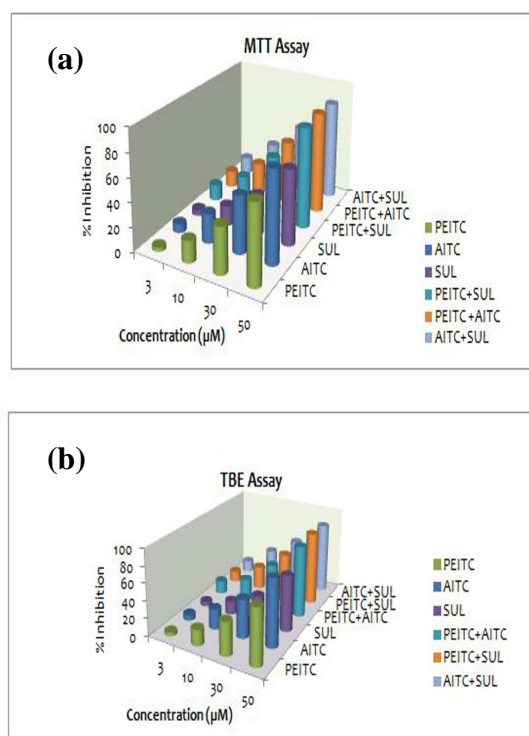 (a)
MTT Assay
100
80
60
40
20
0
% Inhibition
3
10
30
50
Concentration (µM)
AITC+SUL
PEITC+AITC
PEITC+SUL
SUL
AITC
PEITC
PEITC
AITC
SUL
PEITC+SUL
PEITC+AITC
AITC+SUL
(b)
TBE Assay
100
80
60
40
20
0
% Inhibition
3
10
30
50
Concentration (µM)
AITC+SUL
PEITC+SUL
PEITC+AITC
SUL
AITC
PEITC
PEITC
AITC
SUL
PEITC+AITC
PEITC+SUL
AITC+SUL